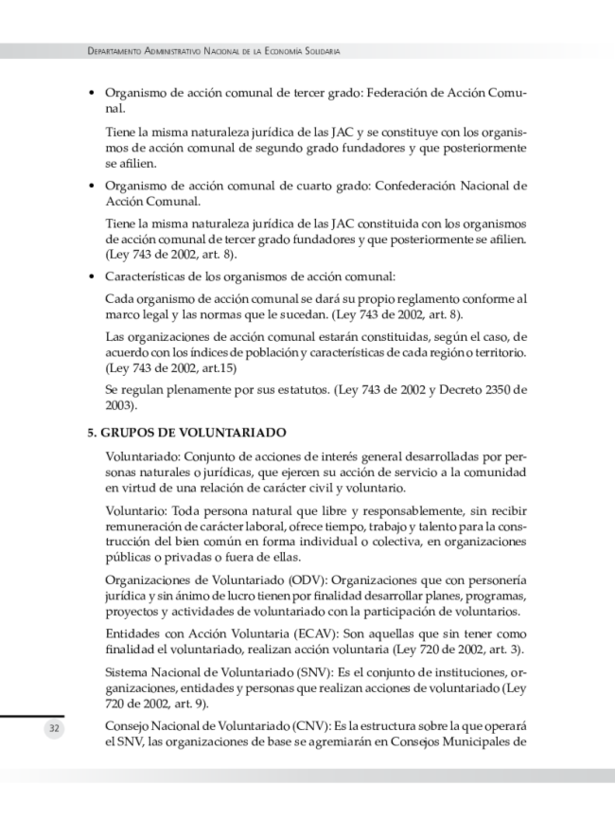 Departamento Administrativo Nacional de la Economía Solidaria
• Organismo de acción comunal de tercer grado: Federación de Acción Comu-
nal.
Tiene la misma naturaleza jurídica de las JAC y se constituye con los organis-
mos de acción comunal de segundo grado fundadores y que posteriormente
se afilien.
• Organismo de acción comunal de cuarto grado: Confederación Nacional de
Acción Comunal.
Tiene la misma naturaleza jurídica de las JAC constituida con los organismos
de acción comunal de tercer grado fundadores y que posteriormente se afilien.
(Ley 743 de 2002, art. 8).
• Características de los organismos de acción comunal:
Cada organismo de acción comunal se dará su propio reglamento conforme al
marco legal y las normas que le sucedan. (Ley 743 de 2002, art. 8).
Las organizaciones de acción comunal estarán constituidas, según el caso, de
acuerdo con los índices de población y características de cada región o territorio.
(Ley 743 de 2002, art.15)
Se regulan plenamente por sus estatutos. (Ley 743 de 2002 y Decreto 2350 de
2003).
5. GRUPOS DE VOLUNTARIADO
Voluntariado: Conjunto de acciones de interés general desarrolladas por per-
sonas naturales o jurídicas, que ejercen su acción de servicio a la comunidad
en virtud de una relación de carácter civil y voluntario.
Voluntario: Toda persona natural que libre y responsablemente, sin recibir
remuneración de carácter laboral, ofrece tiempo, trabajo y talento para la cons-
trucción del bien común en forma individual o colectiva, en organizaciones
públicas o privadas o fuera de ellas.
Organizaciones de Voluntariado (ODV): Organizaciones que con personería
jurídica y sin ánimo de lucro tienen por finalidad desarrollar planes, programas,
proyectos y actividades de voluntariado con la participación de voluntarios.
Entidades con Acción Voluntaria (ECAV): Son aquellas que sin tener como
finalidad el voluntariado, realizan acción voluntaria (Ley 720 de 2002, art. 3).
Sistema Nacional de Voluntariado (SNV): Es el conjunto de instituciones, or-
ganizaciones, entidades y personas que realizan acciones de voluntariado (Ley
720 de 2002, art. 9).
Consejo Nacional de Voluntariado (CNV): Es la estructura sobre la que operará
el SNV, las organizaciones de base se agremiarán en Consejos Municipales de
32